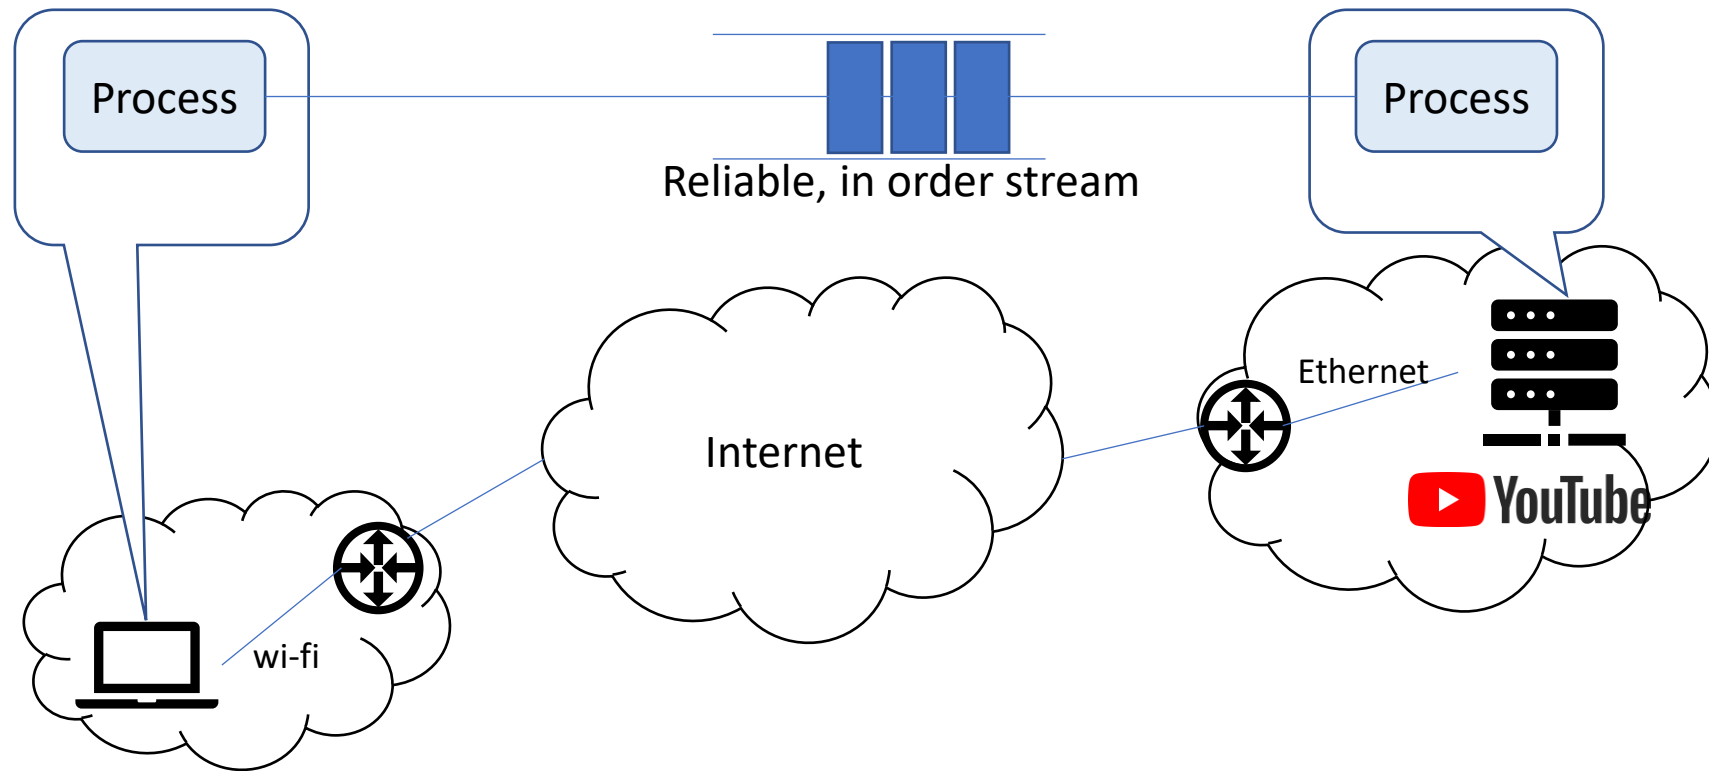 Process
Process
Reliable, in order stream
Ethernet
Internet
YouTube
wi-fi